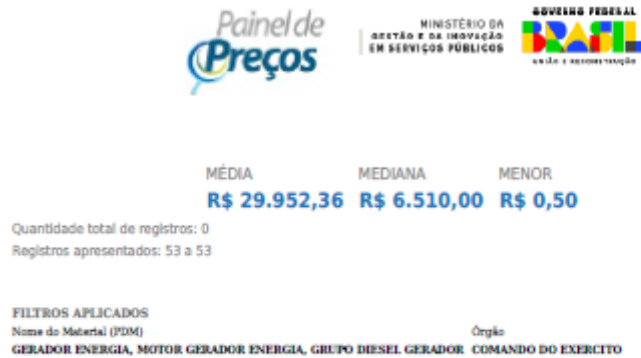 Painel de
Preços
MINISTÉRIO DA
GESTÃO E DA INOVAÇÃO
EM SERVIÇOS PÚBLICOS
GOVERNO FEDERAL
BRASIL
UNIÃO E RECONSTRUÇÃO
MÉDIA MEDIANA MENOR
R$ 29.952,36 R$ 6.510,00 R$ 0,50
Quantidade total de registros: 0
Registros apresentados: 53 a 53
FILTROS APLICADOS
Nome do Material (PDM) Órgão
GERADOR ENERGIA, MOTOR GERADOR ENERGIA, GRUPO DIESEL GERADOR COMANDO DO EXERCITO